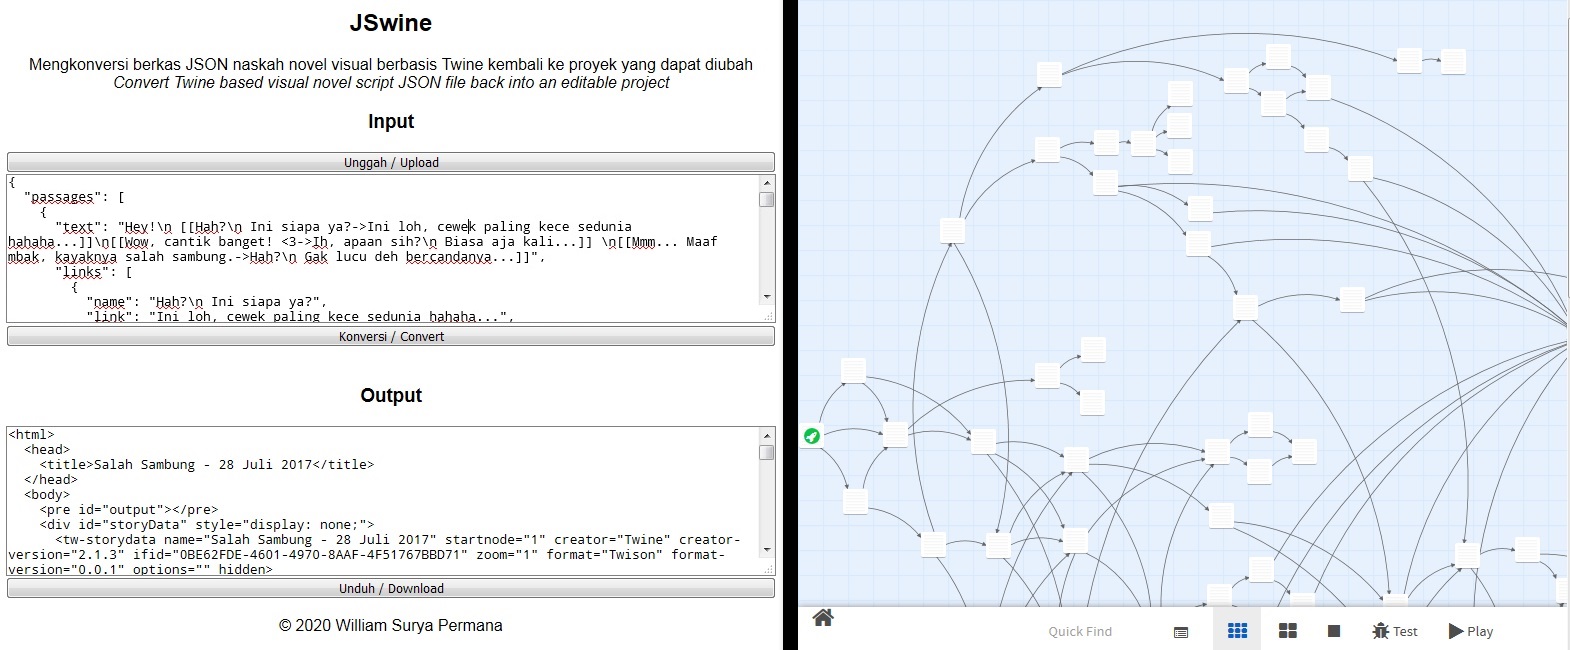 JSwine
Mengkonversi berkas JSON naskah novel visual berbasis Twine kembali ke proyek yang dapat diubah
Convert Twine based visual novel script JSON file back into an editable project
Input
Unggah / Upload
{
"passages": [
{
"text": "Hey!\n [[Hah?\n Ini siapa ya?->Ini loh, cewek paling kece sedunia
hahaha...]]\n[[Wow, cantik banget! <3->Ih, apaan sih?\n Biasa aja kali...]] \n[[Mmm... Maaf
mbak, kayaknya salah sambung.->Hah?\n Gak lucu deh bercandanya...]]",
"links": [
{
"name": "Hah?\n Ini siapa ya?",
"link": "Ini loh, cewek paling kece sedunia hahaha...",
Konversi / Convert
Output
<html>
<head>
<title>Salah Sambung - 28 Juli 2017</title>
</head>
<body>
<pre id="output"></pre>
<div id="storyData" style="display: none;">
<tw-storydata name="Salah Sambung - 28 Juli 2017" startnode="1" creator="Twine" creator-
version="2.1.3" ifid="0BE62FDE-4601-4970-8AAF-4F51767BBD71" zoom="1" format="Twison" format-
version="0.0.1" options="" hidden>
Unduh / Download
© 2020 William Surya Permana
Quick Find
Test
Play